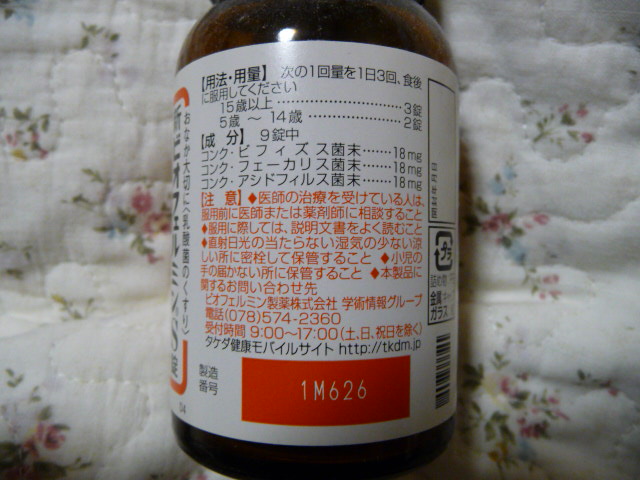 【用法・用量】 次の1回量を1日3回、食後
に服用してください
15歳以上……………………3錠
5歳 ～ 14歳……………………2錠
【成 分】 9錠中
コンク・ビフィズス菌末………18mg
コンク・フェーカリス菌末……18mg
コンク・アシドフィルス菌末……18mg
【注 意】 ◆医師の治療を受けている人は、
服用前に医師または薬剤師に相談すること
◆服用に際しては、説明文書をよく読むこと
◆直射日光の当たらない湿気の少ない涼
しい所に密栓して保管すること ◆小児の
手の届かない所に保管すること ◆本製品に
関するお問い合わせ先
ビオフェルミン製薬株式会社 学術情報グループ
電話(078)574-2360
受付時間 9:00〜17:00(土、日、祝日を除く)
タケダ健康モバイルサイト http://tkdm.jp
製造
番号
1M626
おなか大切に(乳酸菌のくすり)
新ビオフェルミンS錠
04
プラ
金属
ガラス